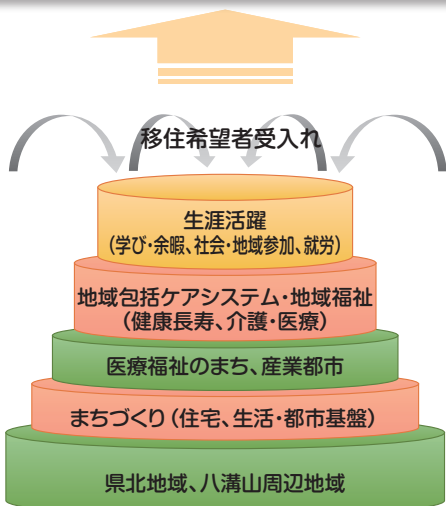 移住希望者受入れ
生涯活躍
(学び・余暇、社会・地域参加、就労)
地域包括ケアシステム・地域福祉
(健康長寿、介護・医療)
医療福祉のまち、産業都市
まちづくり(住宅、生活・都市基盤)
県北地域、八溝山周辺地域